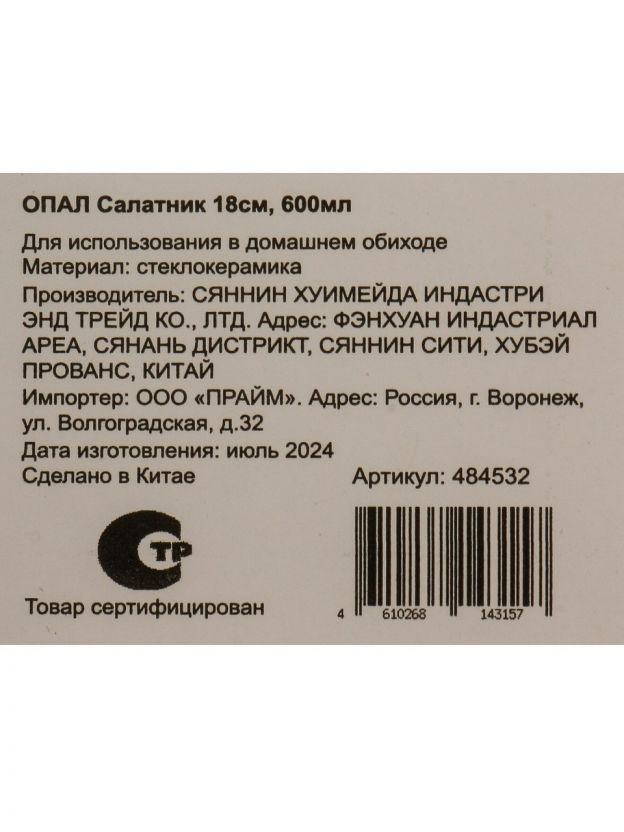 ОПАЛ Салатник 18см, 600мл
Для использования в домашнем обиходе
Материал: стеклокерамика
Производитель: СЯННИН ХУИМЕЙДА ИНДАСТРИ
ЭНД ТРЕЙД КО., ЛТД. Адрес: ФЭНХУАН ИНДАСТРИАЛ
АРЕА, СЯНАНЬ ДИСТРИКТ, СЯННИН СИТИ, ХУБЭЙ
ПРОВАНС, КИТАЙ
Импортер: ООО «ПРАЙМ». Адрес: Россия, г. Воронеж,
ул. Волгоградская, д.32
Дата изготовления: июль 2024
Сделано в Китае
Артикул: 484532
СТР
Товар сертифицирован
4 610268 143157